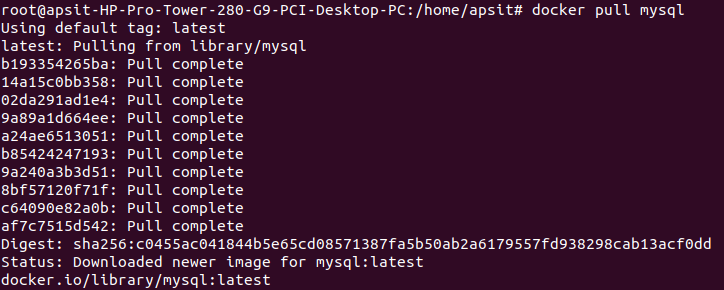 root@apsit-HP-Pro-Tower-280-G9-PCI-Desktop-PC:/home/apsit# docker pull mysql
Using default tag: latest
latest: Pulling from library/mysql
b193354265ba: Pull complete
14a15c0bb358: Pull complete
02da291ad1e4: Pull complete
9a89a1d664ee: Pull complete
a24ae6513051: Pull complete
b85424247193: Pull complete
9a240a3b3d51: Pull complete
8bf57120f71f: Pull complete
c64090e82a0b: Pull complete
af7c7515d542: Pull complete
Digest: sha256:c0455ac041844b5e65cd08571387fa5b50ab2a6179557fd938298cab13acf0dd
Status: Downloaded newer image for mysql:latest
docker.io/library/mysql:latest